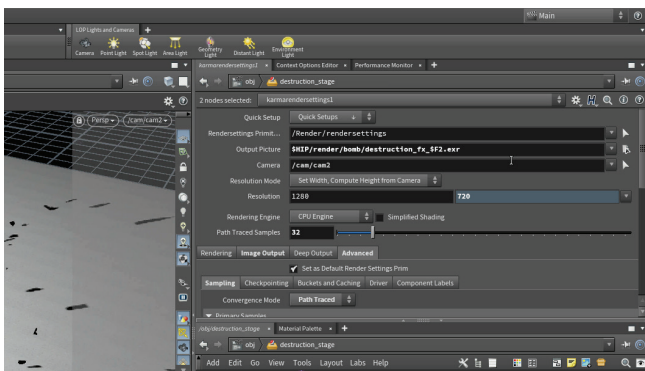 Main
LOP Lights and Cameras
Camera Point Light Spot Light Area Light Geometry Light Distant Light Environment Light
karmarendersettings1 Context Options Editor Performance Monitor
obj destruction_stage
2 nodes selected: karmarendersettings1
Persp /cam/cam2
Quick Setup Quick Setups
Rendersettings Primit... /Render/rendersettings
Output Picture $HIP/render/bomb/destruction_fx_$F2.exr
Camera /cam/cam2
Resolution Mode Set Width, Compute Height from Camera
Resolution 1280 720
Rendering Engine CPU Engine Simplified Shading
Path Traced Samples 32
Rendering Image Output Deep Output Advanced
Set as Default Render Settings Prim
Sampling Checkpointing Buckets and Caching Driver Component Labels
Convergence Mode Path Traced
Primary Samples
/obj/destruction_stage Material Palette
obj destruction_stage
Add Edit Go View Tools Layout Labs Help